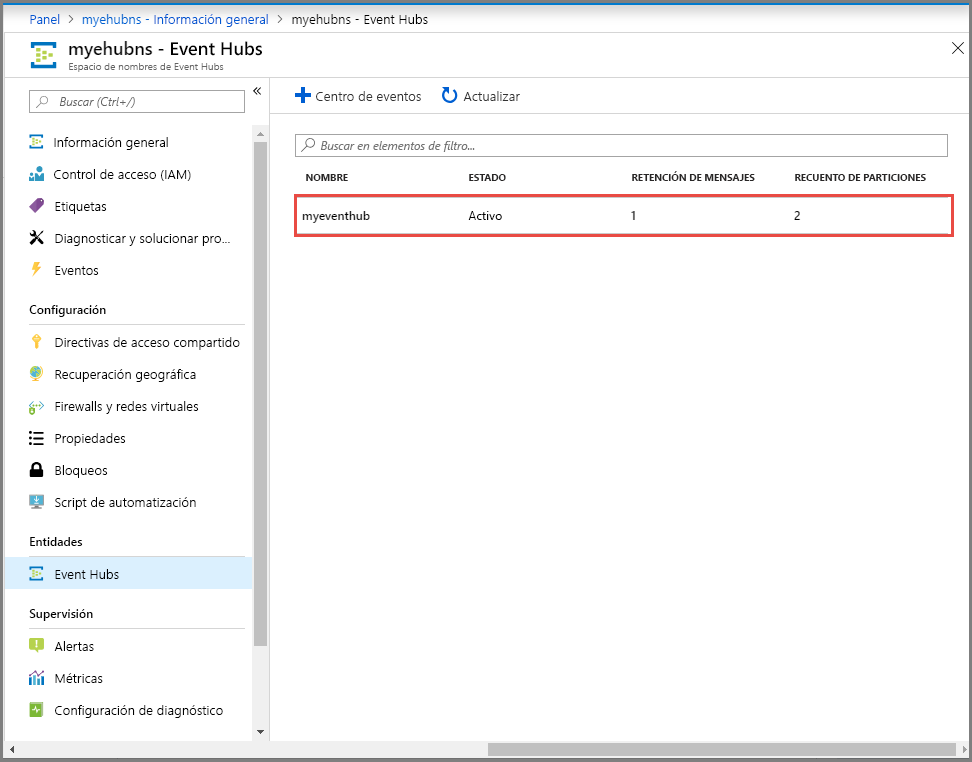 Panel > myehubns - Información general > myehubns - Event Hubs
myehubns - Event Hubs
Espacio de nombres de Event Hubs
Buscar (Ctrl+/)
Información general
Control de acceso (IAM)
Etiquetas
Diagnosticar y solucionar pro...
Eventos
Configuración
Directivas de acceso compartido
Recuperación geográfica
Firewalls y redes virtuales
Propiedades
Bloqueos
Script de automatización
Entidades
Event Hubs
Supervisión
Alertas
Métricas
Configuración de diagnóstico
Centro de eventos Actualizar
Buscar en elementos de filtro...
NOMBRE ESTADO RETENCIÓN DE MENSAJES RECUENTO DE PARTICIONES
myeventhub Activo 1 2